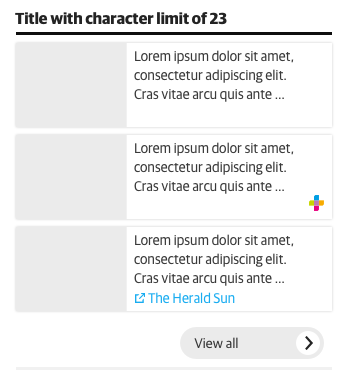 Title with character limit of 23
Lorem ipsum dolor sit amet,
consectetur adipiscing elit.
Cras vitae arcu quis ante ...
Lorem ipsum dolor sit amet,
consectetur adipiscing elit.
Cras vitae arcu quis ante ...
Lorem ipsum dolor sit amet,
consectetur adipiscing elit.
Cras vitae arcu quis ante ...
The Herald Sun
View all